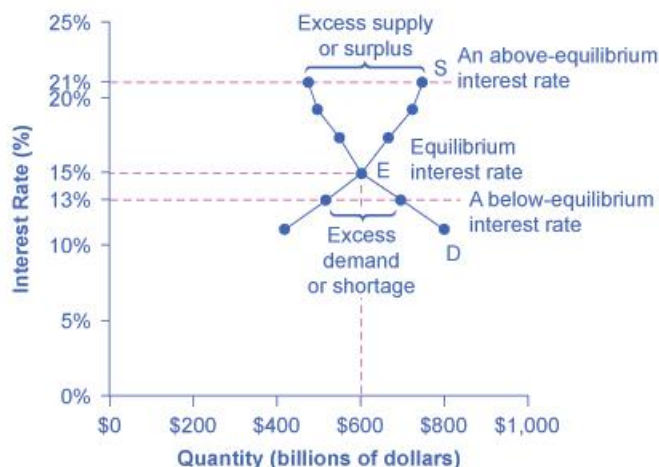 25%
21%
20%
15%
13%
10%
5%
0%
Interest Rate (%)
Excess supply
or surplus
S
An above-equilibrium
interest rate
Equilibrium
interest rate
E
A below-equilibrium
interest rate
Excess
demand
or shortage
D
$0
$200
$400
$600
$800
$1,000
Quantity (billions of dollars)